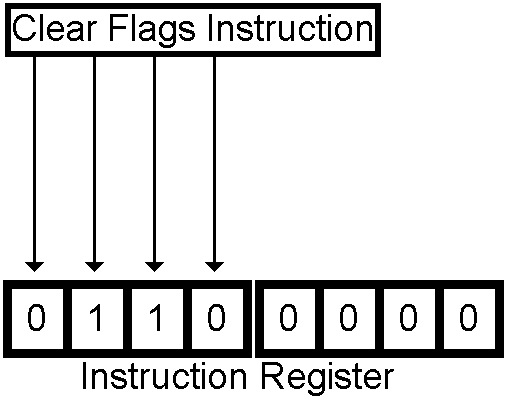 Clear Flags Instruction
0 1 1 0 0 0 0 0
Instruction Register